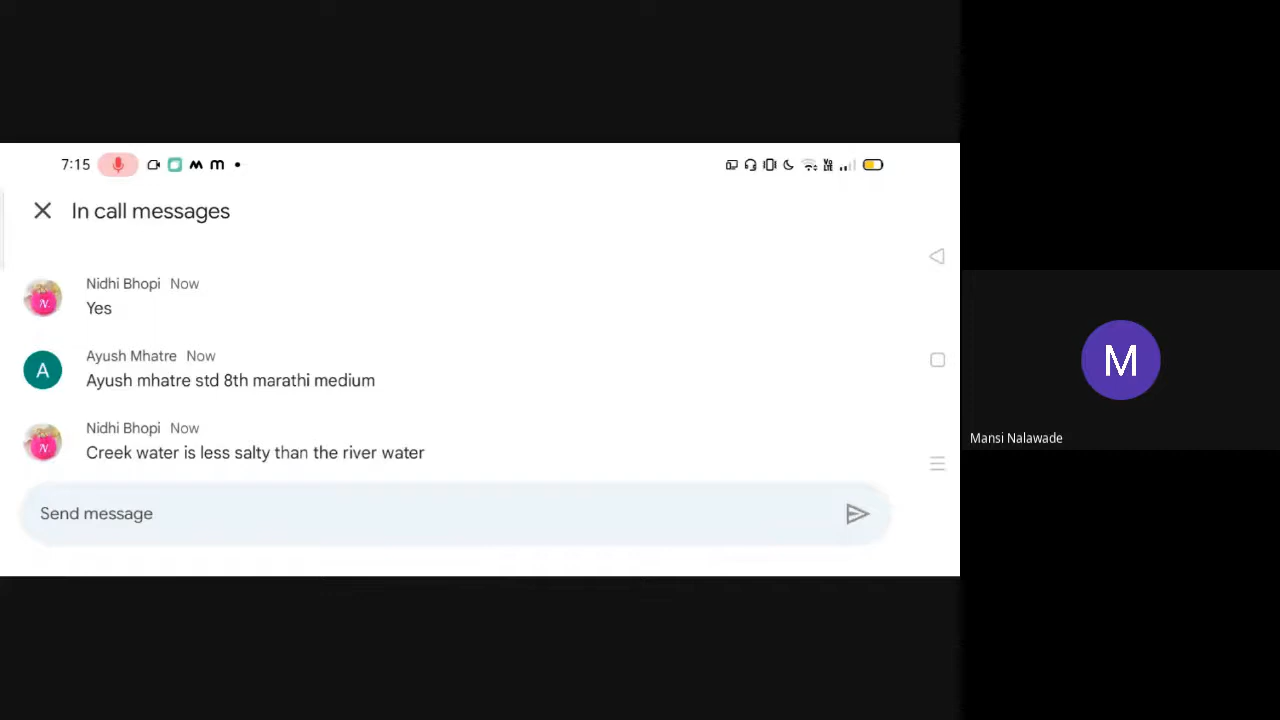 7:15
In call messages
Nidhi Bhopi Now
Yes
A
Ayush Mhatre Now
Ayush mhatre std 8th marathi medium
Nidhi Bhopi Now
Creek water is less salty than the river water
Send message
M
Mansi Nalawade